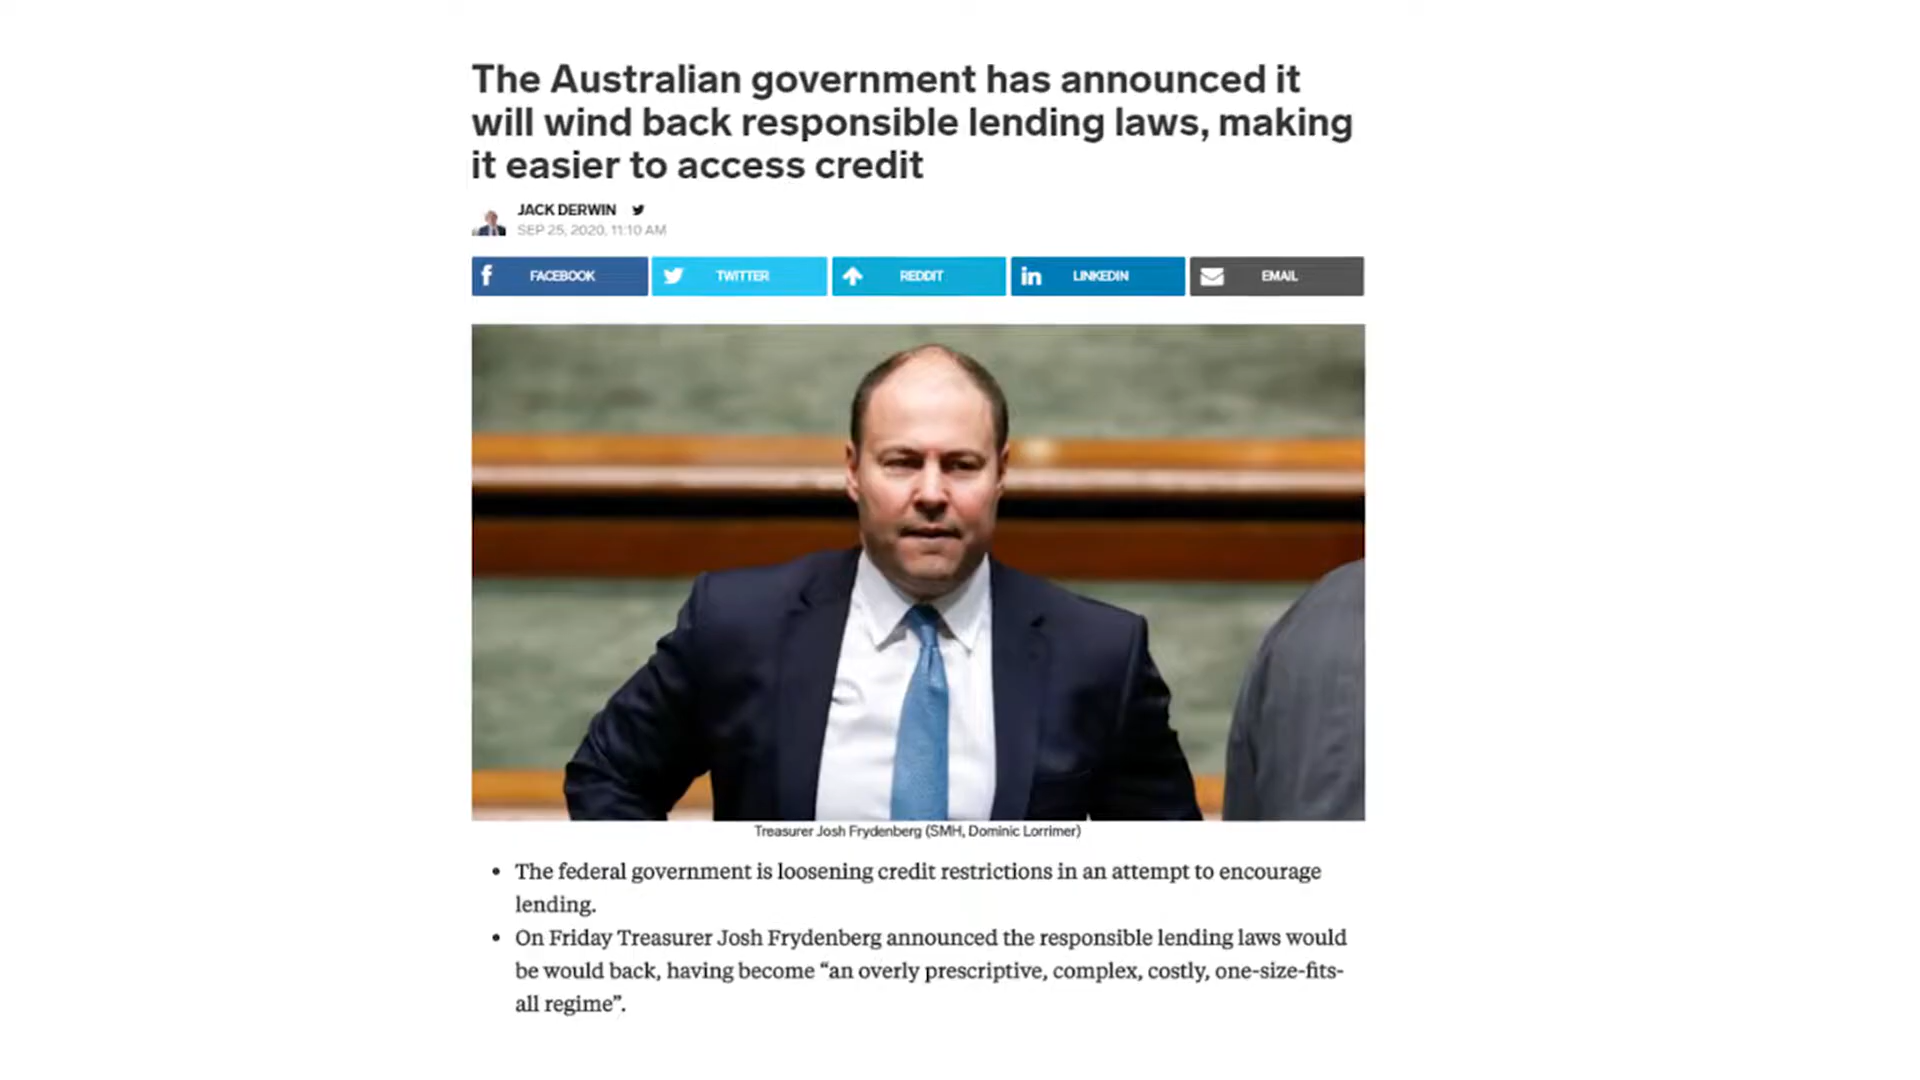 The Australian government has announced it
will wind back responsible lending laws, making
it easier to access credit
JACK DERWIN
SEP 25, 2020, 11:10 AM
FACEBOOK
TWITTER
REDDIT
LINKEDIN
EMAIL
Treasurer Josh Frydenberg (SMH, Dominic Lorrimer)
• The federal government is loosening credit restrictions in an attempt to encourage
lending.
• On Friday Treasurer Josh Frydenberg announced the responsible lending laws would
be would back, having become “an overly prescriptive, complex, costly, one-size-fits-
all regime”.